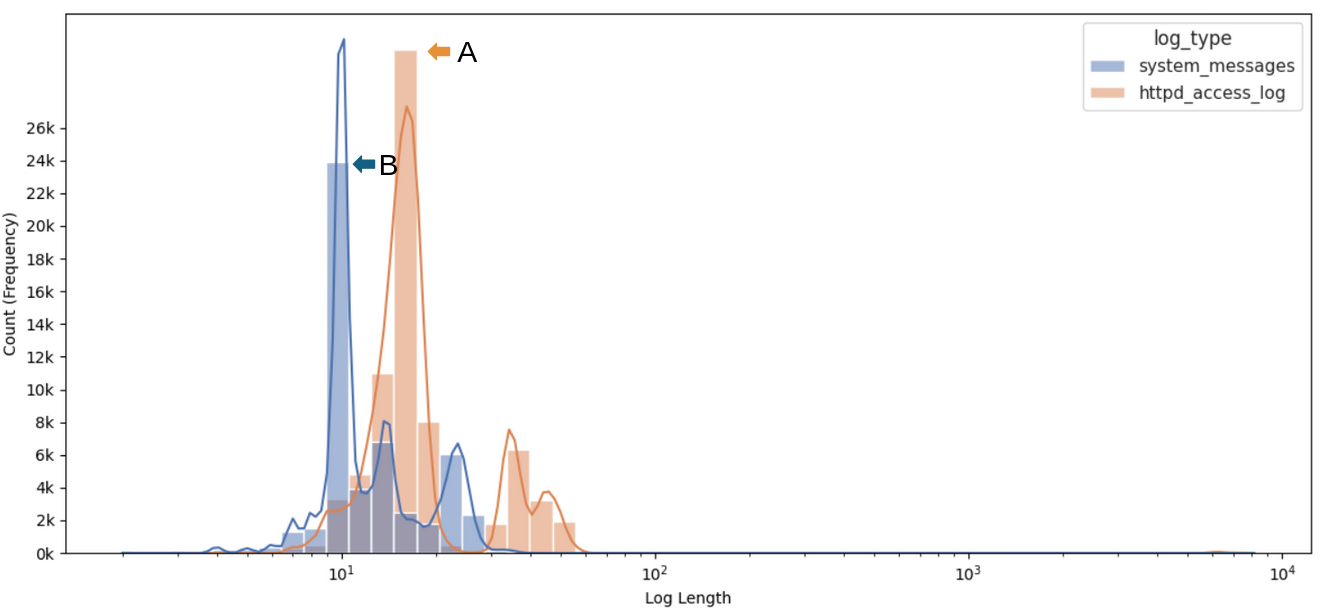 log_type
system_messages
httpd_access_log
A
B
Count (Frequency)
26k
24k
22k
20k
18k
16k
14k
12k
10k
8k
6k
4k
2k
0k
10¹
10²
10³
10⁴
Log Length